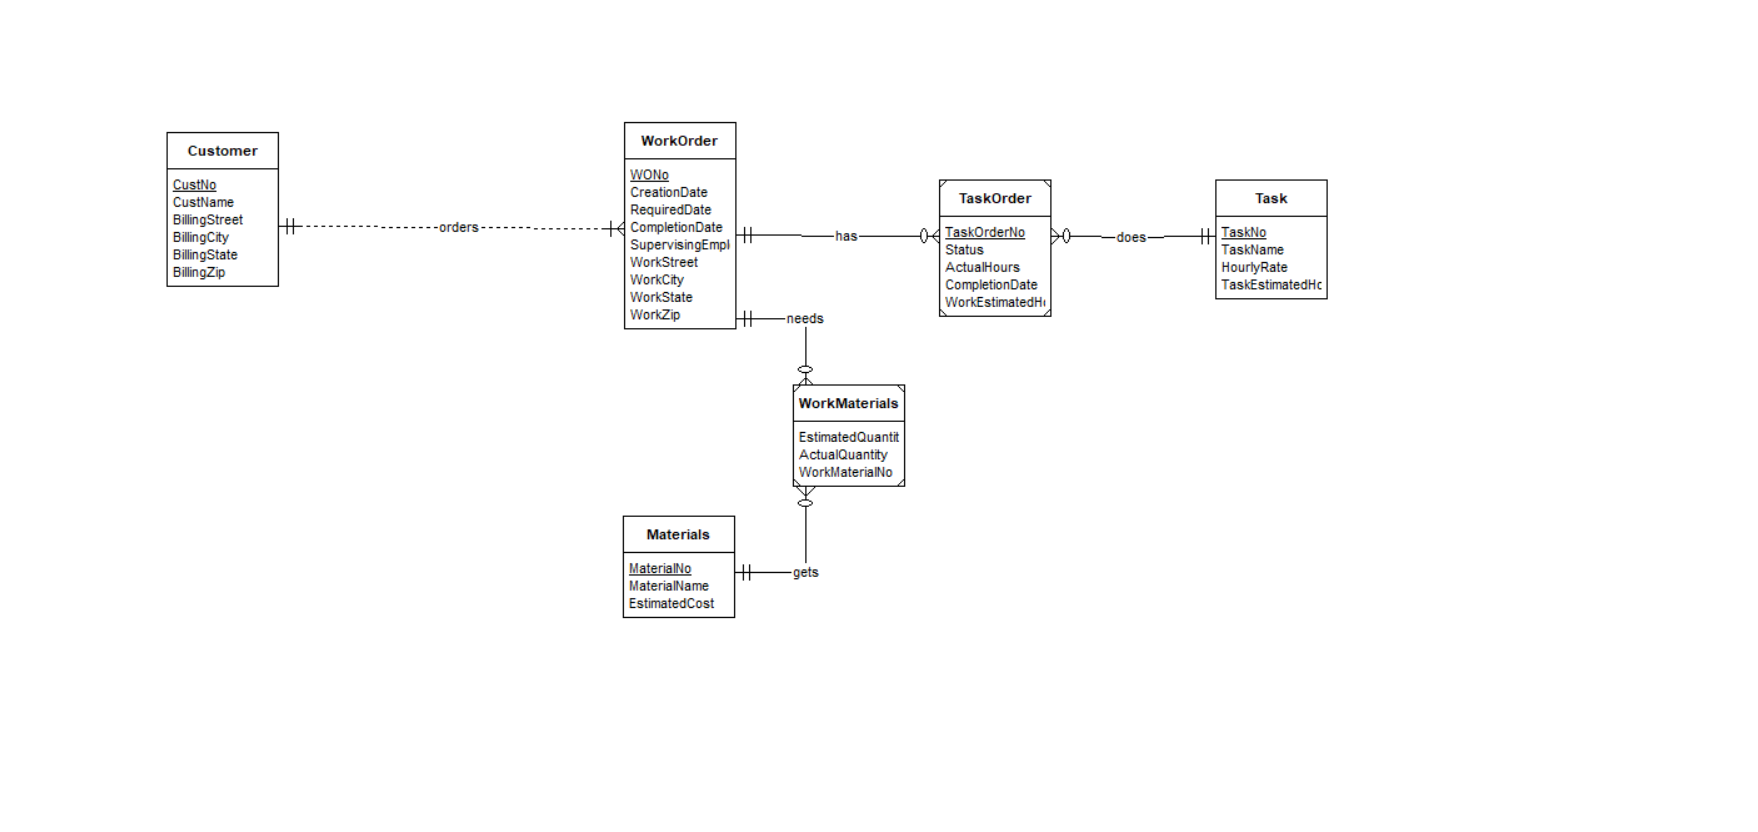 Customer
CustNo
CustName
BillingStreet
BillingCity
BillingState
BillingZip
orders
WorkOrder
WONo
CreationDate
RequiredDate
CompletionDate
SupervisingEmpl
WorkStreet
WorkCity
WorkState
WorkZip
has
TaskOrder
TaskOrderNo
Status
ActualHours
CompletionDate
WorkEstimatedH
does
Task
TaskNo
TaskName
HourlyRate
TaskEstimatedHo
needs
WorkMaterials
EstimatedQuantit
ActualQuantity
WorkMaterialNo
Materials
MaterialNo
MaterialName
EstimatedCost
gets